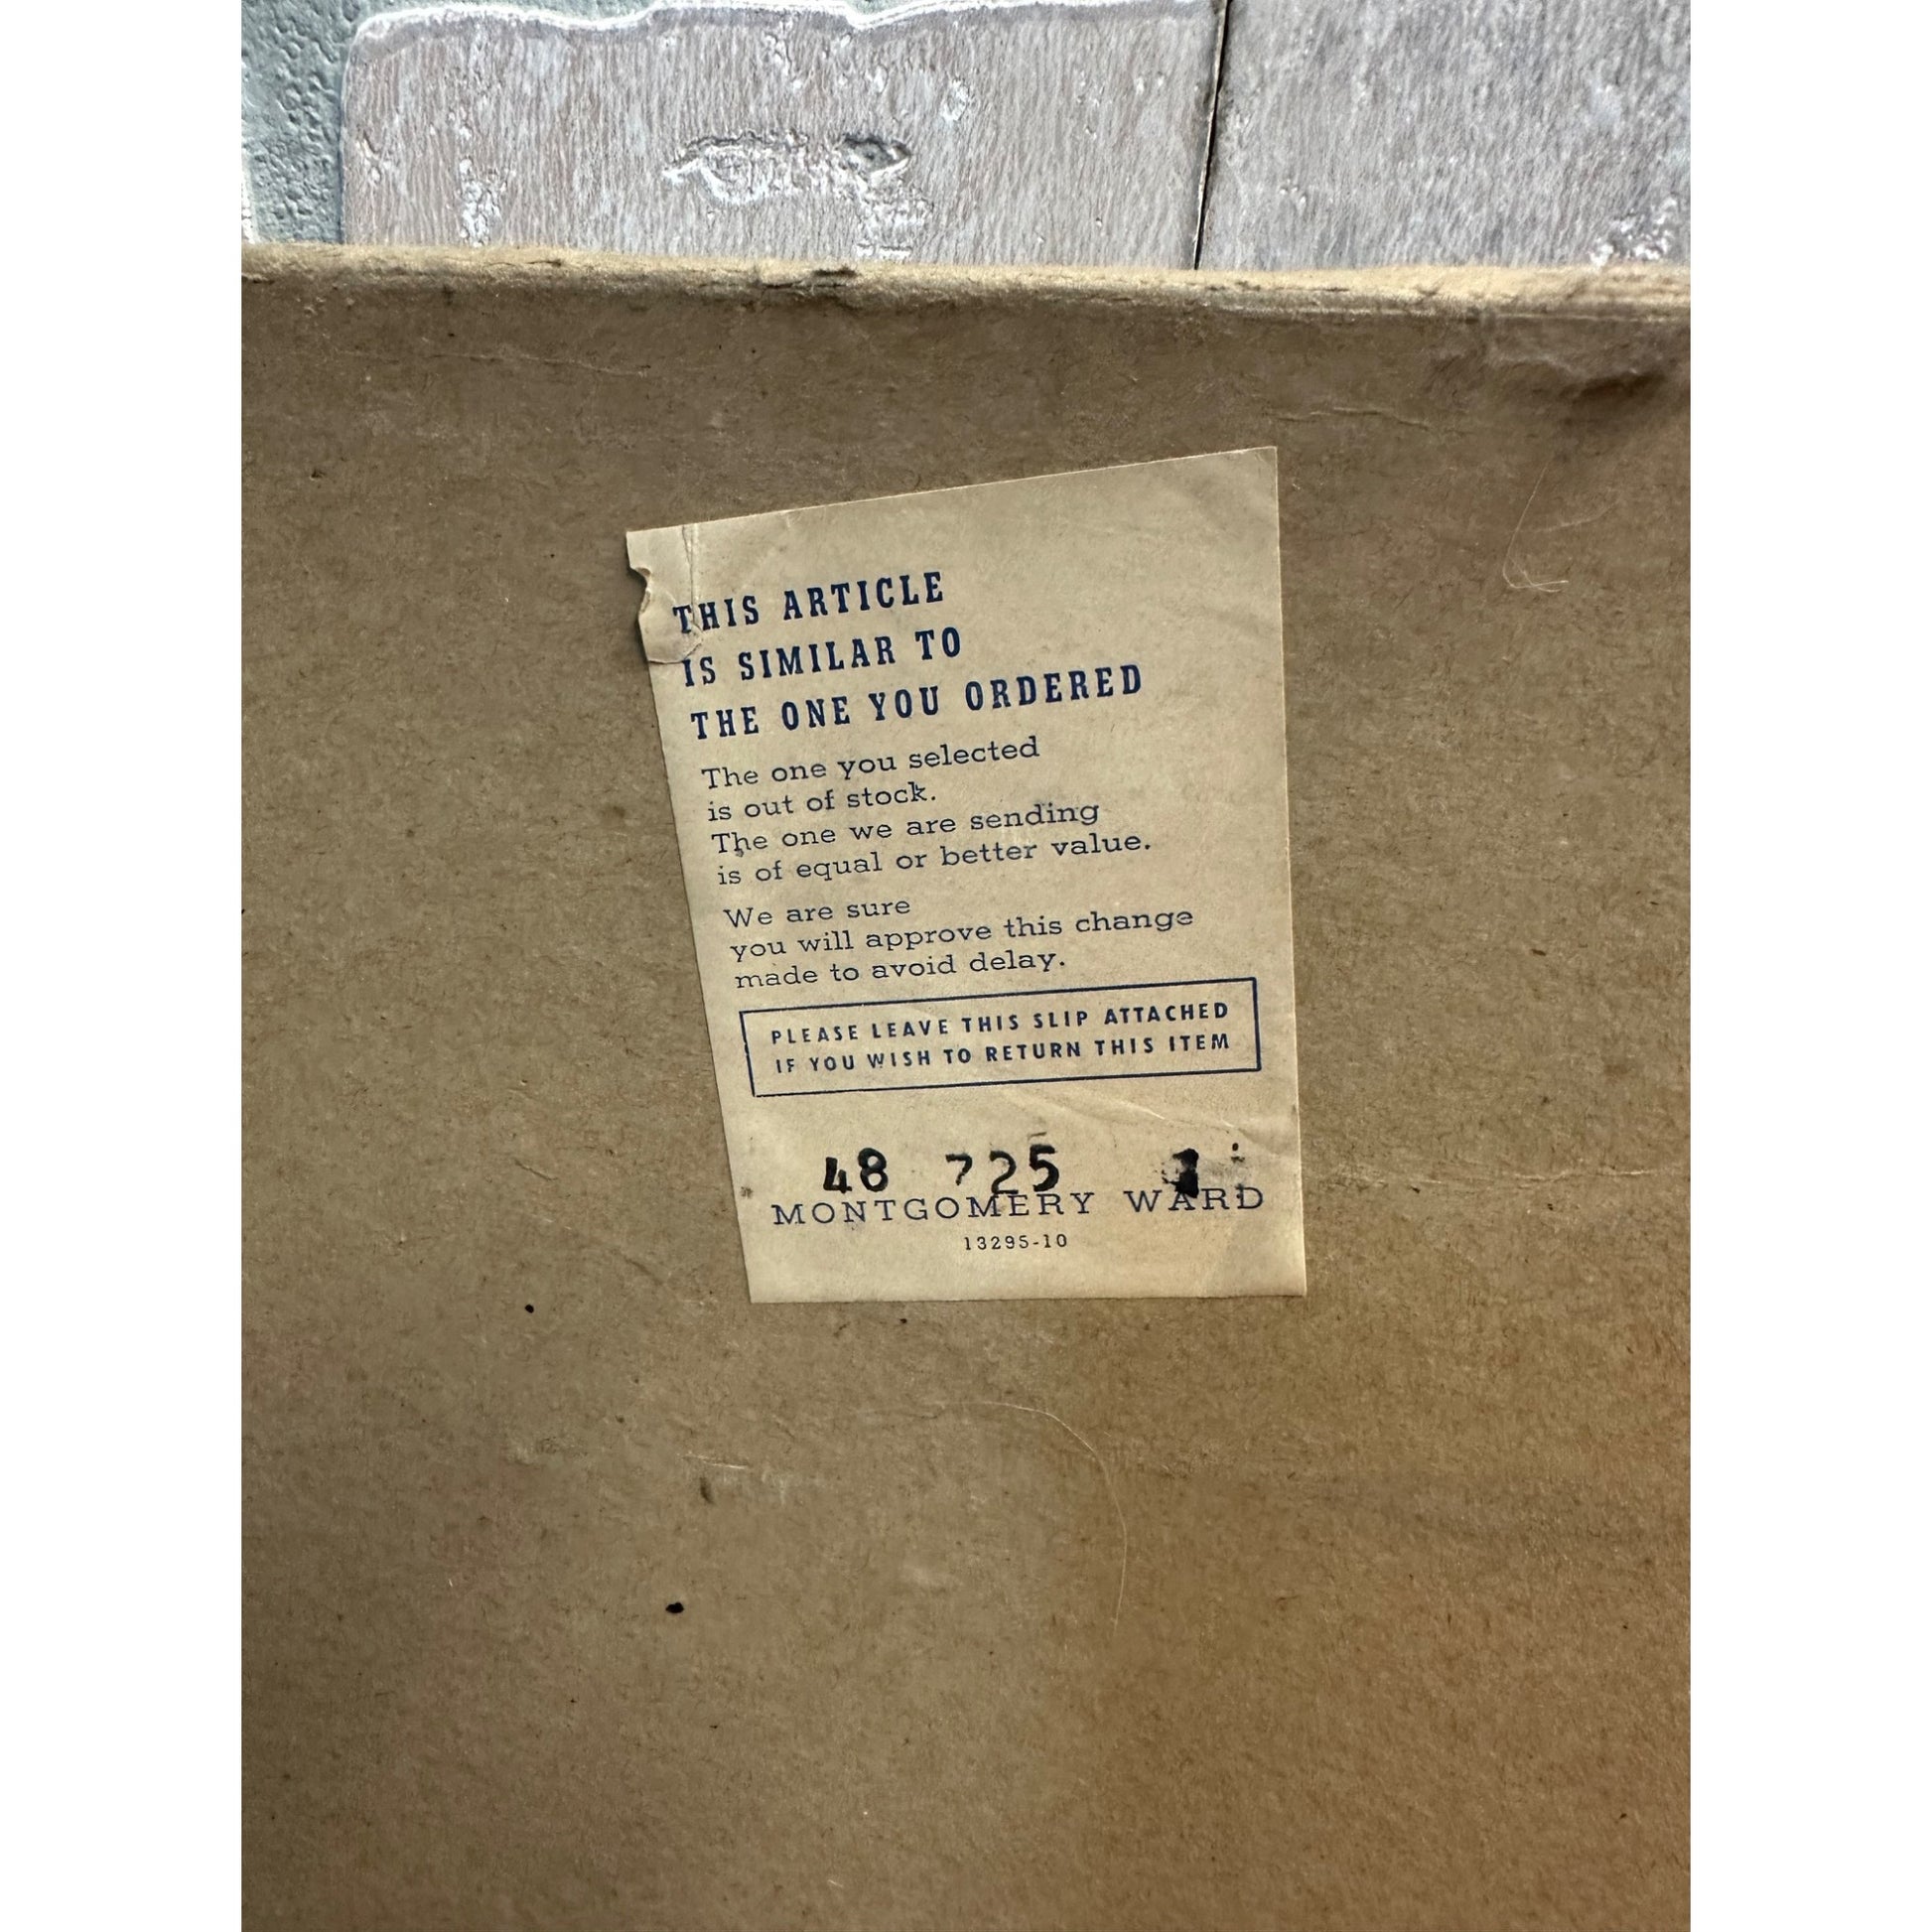 THIS ARTICLE
IS SIMILAR TO
THE ONE YOU ORDERED
The one you selected
is out of stock.
The one we are sending
is of equal or better value.
We are sure
you will approve this change
made to avoid delay.
PLEASE LEAVE THIS SLIP ATTACHED
IF YOU WISH TO RETURN THIS ITEM
48 725 1
MONTGOMERY WARD
13295-10